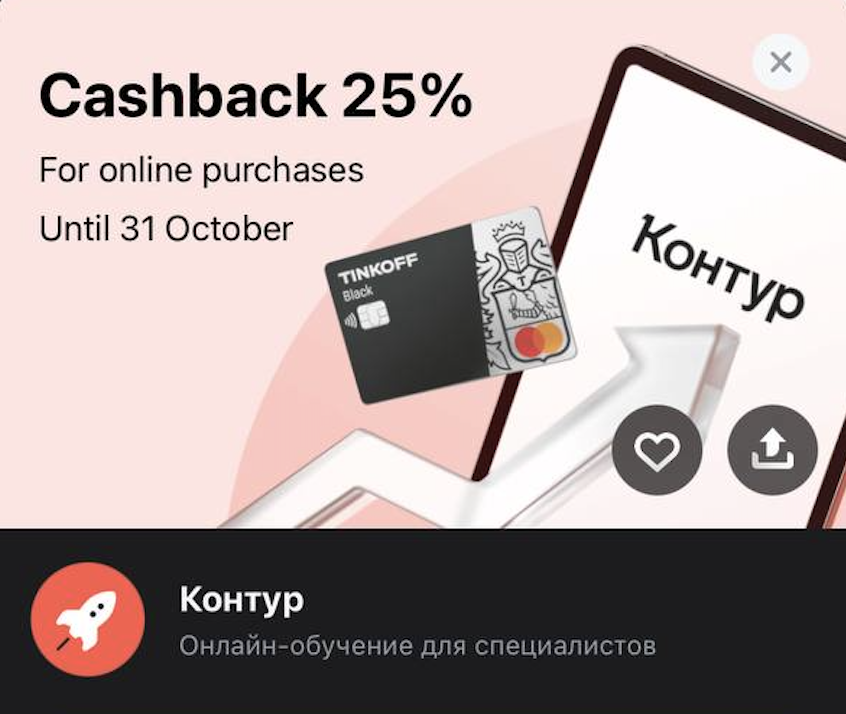 Cashback 25%
For online purchases
Until 31 October
TINKOFF
Black
T
Контур
Контур
Онлайн-обучение для специалистов